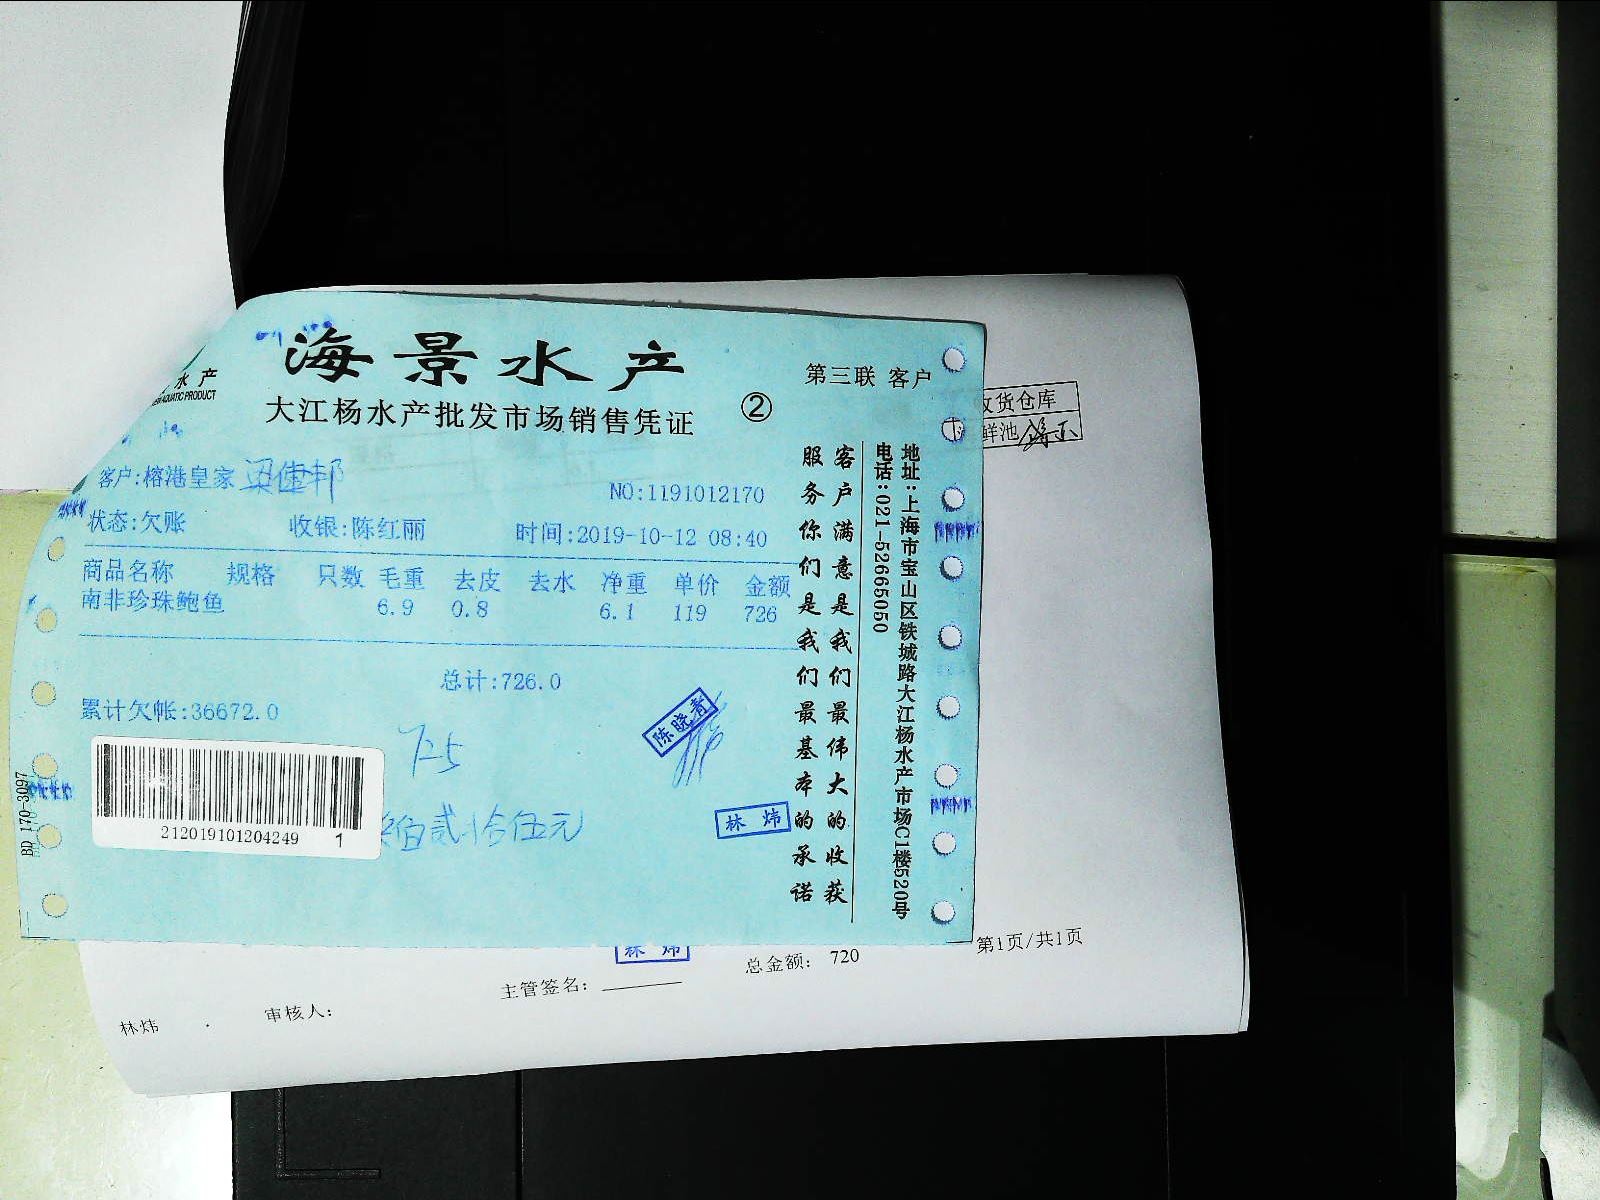 海景水产
第三联 客户
水产
AQUATIC PRODUCT
大江杨水产批发市场销售凭证
②
客户:榕港皇家 梁健邦
NO:1191012170
状态:欠账 收银:陈红丽 时间:2019-10-12 08:40
商品名称 规格 只数 毛重 去皮 去水 净重 单价 金额
南非珍珠鲍鱼 6.9 0.8 6.1 119 726
总计:726.0
累计欠帐:36672.0
725
佰贰拾伍元
陈晓青
林炜
212019101204249 1
BD 170-3097
客户满意是我们最伟大的收获
服务你们是我们最基本的承诺
地址:上海市宝山区铁城路大江杨水产市场C1楼520号
电话:021-52665050
货仓库
鲜池
林炜
第1页/共1页
总金额: 720
主管签名:
审核人:
林炜